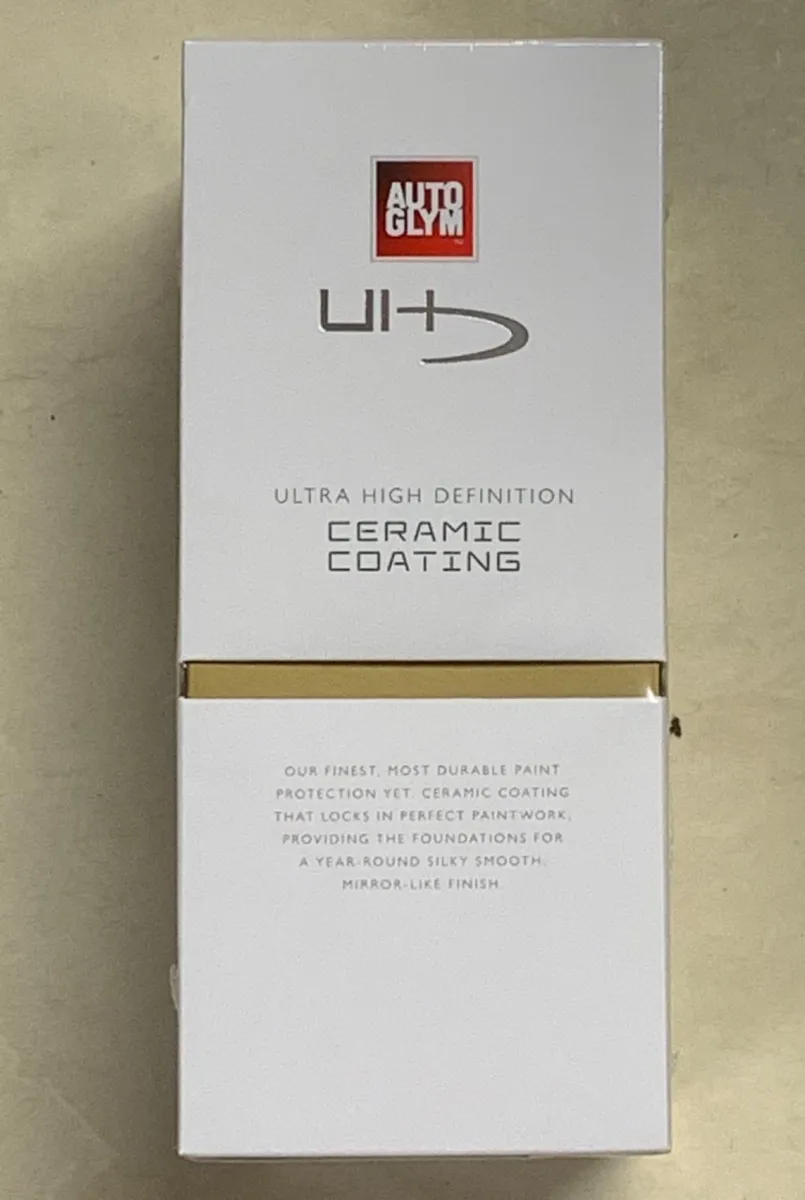 AUTO
GLYM
TM
UHD
ULTRA HIGH DEFINITION
CERAMIC
COATING
OUR FINEST, MOST DURABLE PAINT
PROTECTION YET. CERAMIC COATING
THAT LOCKS IN PERFECT PAINTWORK,
PROVIDING THE FOUNDATIONS FOR
A YEAR-ROUND SILKY SMOOTH,
MIRROR-LIKE FINISH.